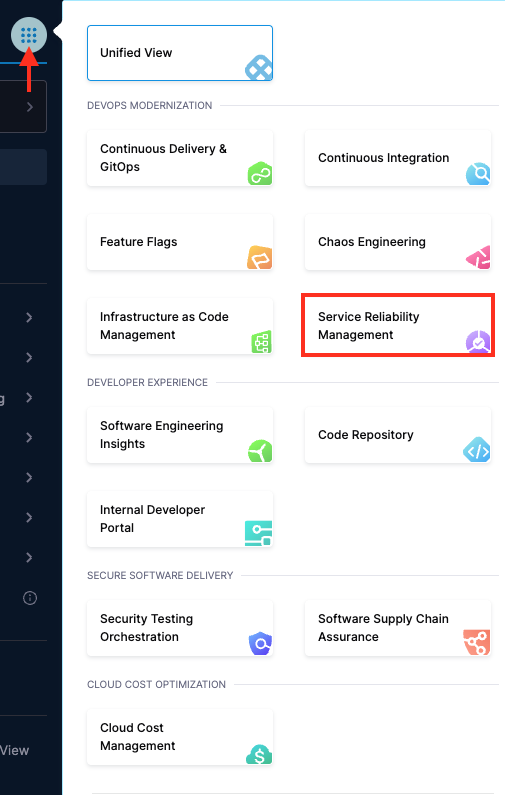 Unified View
DEVOPS MODERNIZATION
Continuous Delivery &
GitOps
Continuous Integration
Feature Flags
Chaos Engineering
Infrastructure as Code
Management
Service Reliability
Management
DEVELOPER EXPERIENCE
Software Engineering
Insights
Code Repository
Internal Developer
Portal
SECURE SOFTWARE DELIVERY
Security Testing
Orchestration
Software Supply Chain
Assurance
CLOUD COST OPTIMIZATION
Cloud Cost
Management
g
View